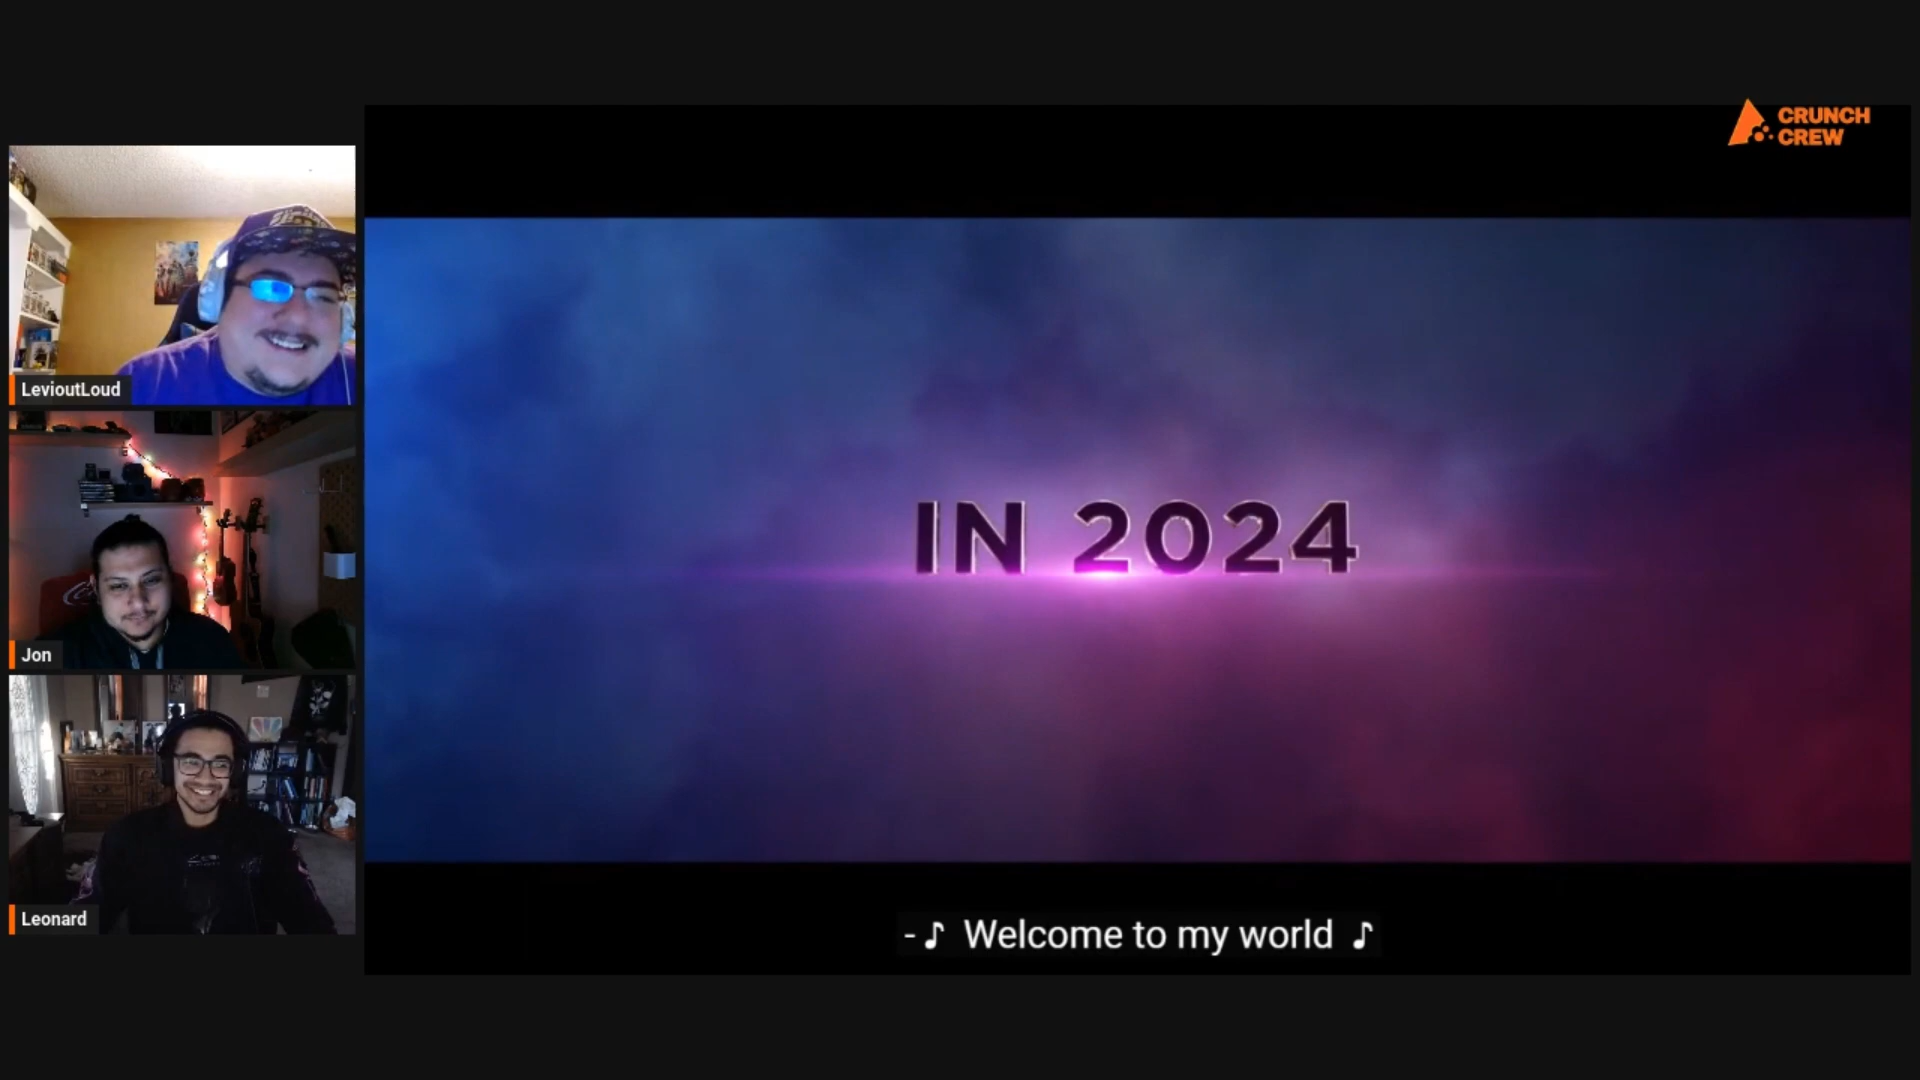 CRUNCH
CREW
LevioutLoud
Jon
Leonard
IN 2024
-♪ Welcome to my world ♪